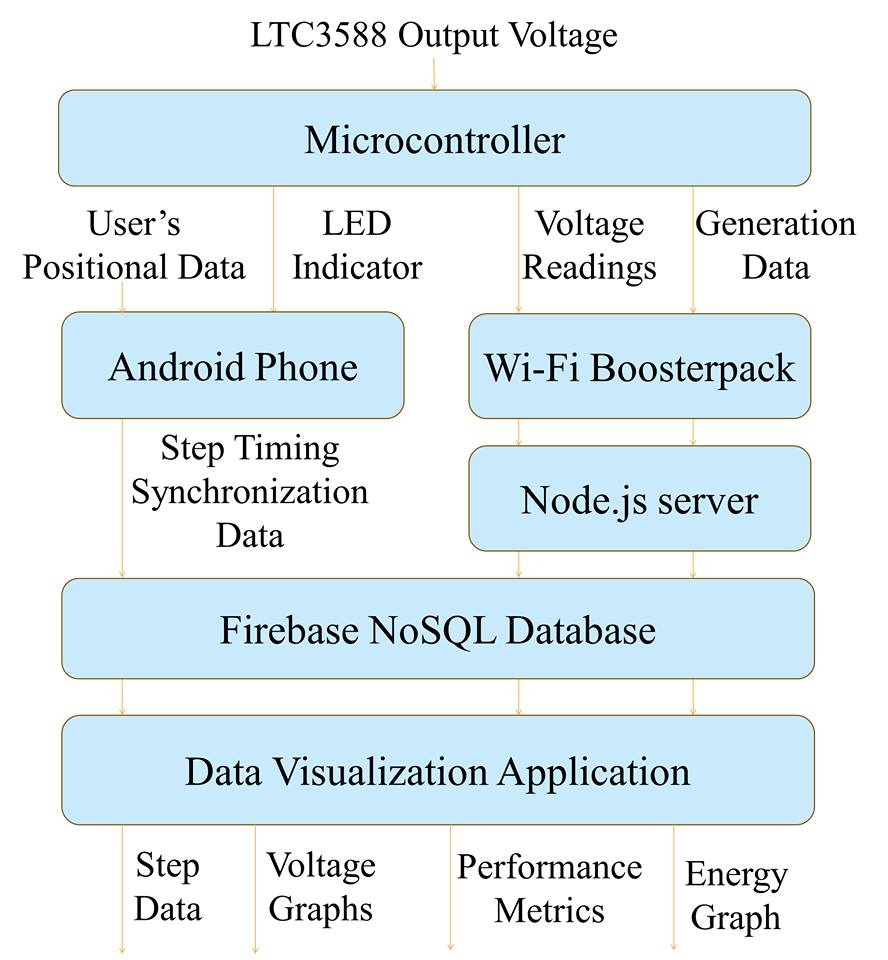 LTC3588 Output Voltage
Microcontroller
User’s
Positional Data
LED
Indicator
Voltage
Readings
Generation
Data
Android Phone
Wi-Fi Boosterpack
Step Timing
Synchronization
Data
Node.js server
Firebase NoSQL Database
Data Visualization Application
Step
Data
Voltage
Graphs
Performance
Metrics
Energy
Graph